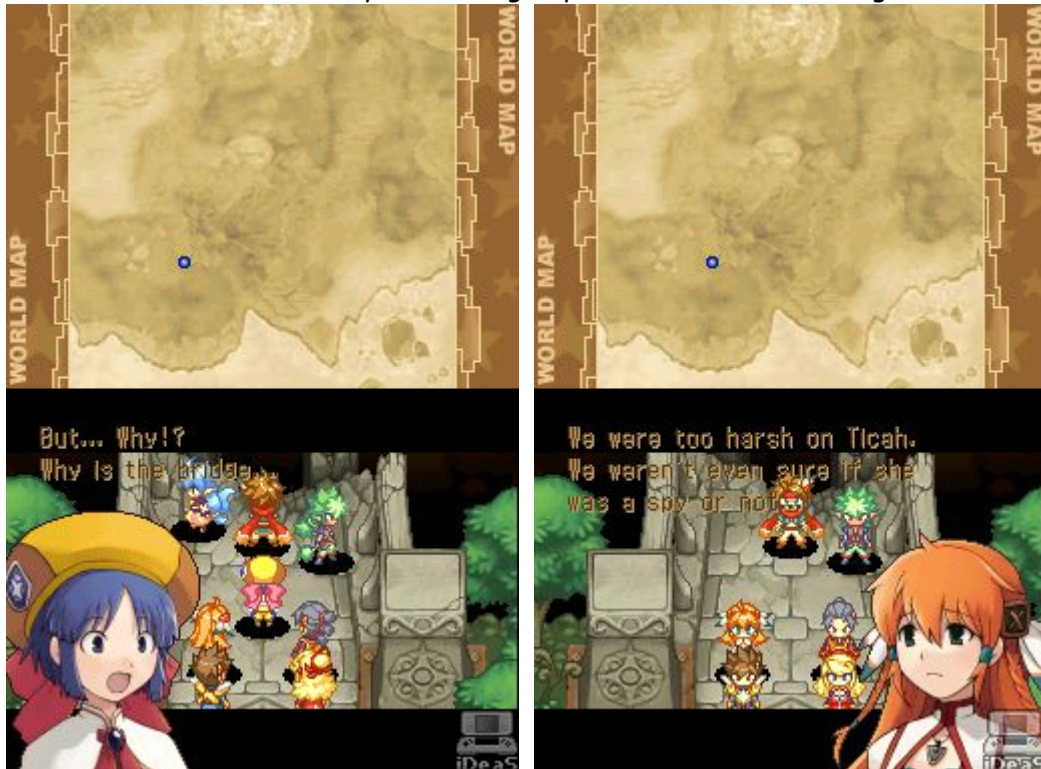 WORLD MAP
WORLD MAP
But... Why!?
Why is the bridge...
iDeaS
WORLD MAP
WORLD MAP
We were too harsh on Ticah.
We weren't even sure if she
was a spy or not
iDeaS